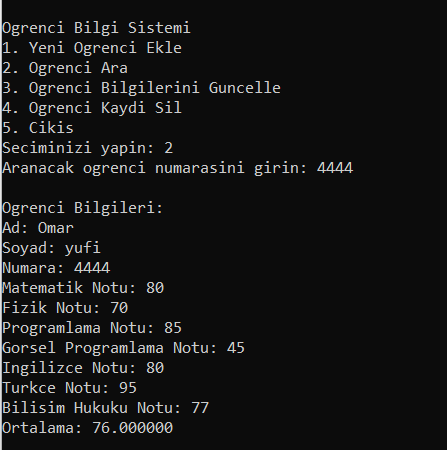 Ogrenci Bilgi Sistemi
1. Yeni Ogrenci Ekle
2. Ogrenci Ara
3. Ogrenci Bilgilerini Guncelle
4. Ogrenci Kaydi Sil
5. Cikis
Seciminizi yapin: 2
Aranacak ogrenci numarasini girin: 4444
Ogrenci Bilgileri:
Ad: Omar
Soyad: yufi
Numara: 4444
Matematik Notu: 80
Fizik Notu: 70
Programlama Notu: 85
Gorsel Programlama Notu: 45
Ingilizce Notu: 80
Turkce Notu: 95
Bilisim Hukuku Notu: 77
Ortalama: 76.000000